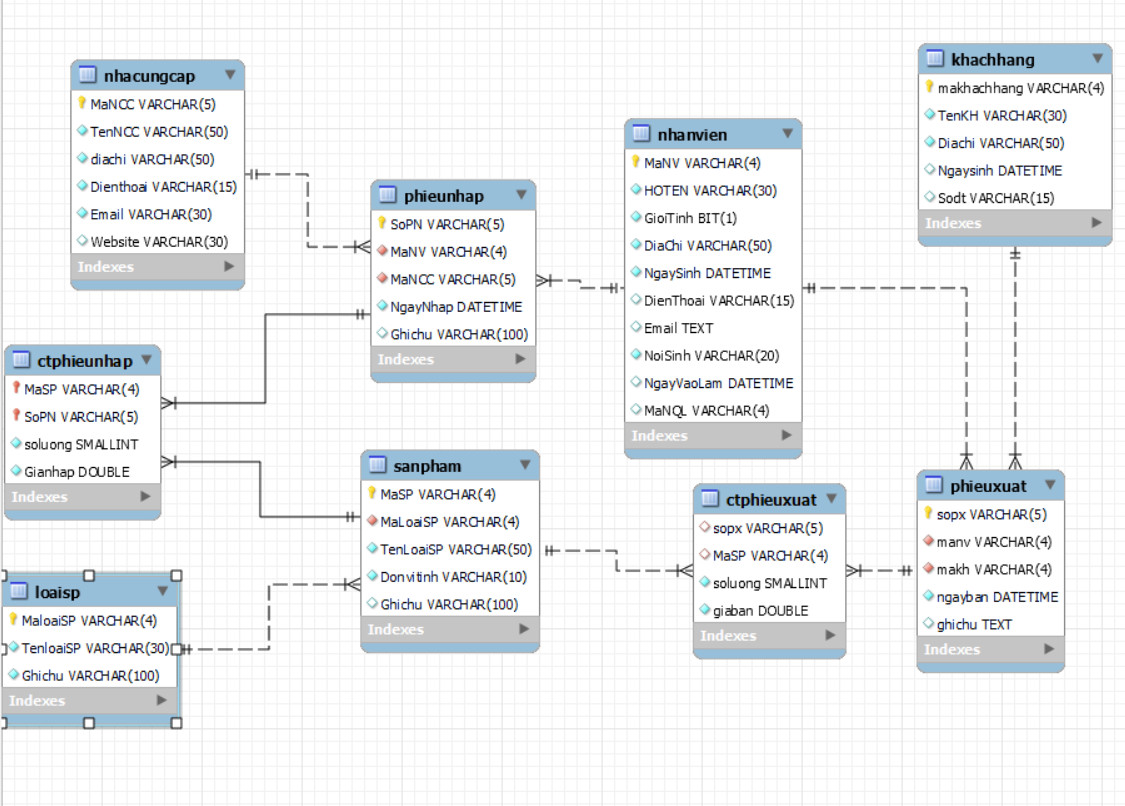 nhacungcap
MaNCC VARCHAR(5)
TenNCC VARCHAR(50)
diachi VARCHAR(50)
Dienthoai VARCHAR(15)
Email VARCHAR(30)
Website VARCHAR(30)
Indexes
phieunhap
SoPN VARCHAR(5)
MaNV VARCHAR(4)
MaNCC VARCHAR(5)
NgayNhap DATETIME
Ghichu VARCHAR(100)
Indexes
nhanvien
MaNV VARCHAR(4)
HOTEN VARCHAR(30)
GioiTinh BIT(1)
DiaChi VARCHAR(50)
NgaySinh DATETIME
DienThoai VARCHAR(15)
Email TEXT
NoiSinh VARCHAR(20)
NgayVaoLam DATETIME
MaNQL VARCHAR(4)
Indexes
khachhang
makhachhang VARCHAR(4)
TenKH VARCHAR(30)
Diachi VARCHAR(50)
Ngaysinh DATETIME
Sodt VARCHAR(15)
Indexes
ctphieunhap
MaSP VARCHAR(4)
SoPN VARCHAR(5)
soluong SMALLINT
Gianhap DOUBLE
Indexes
sanpham
MaSP VARCHAR(4)
MaLoaiSP VARCHAR(4)
TenLoaiSP VARCHAR(50)
Donvitinh VARCHAR(10)
Ghichu VARCHAR(100)
Indexes
ctphieuxuat
sopx VARCHAR(5)
MaSP VARCHAR(4)
soluong SMALLINT
giaban DOUBLE
Indexes
phieuxuat
sopx VARCHAR(5)
manv VARCHAR(4)
makh VARCHAR(4)
ngayban DATETIME
ghichu TEXT
Indexes
loaisp
MaloaiSP VARCHAR(4)
TenloaiSP VARCHAR(30)
Ghichu VARCHAR(100)
Indexes